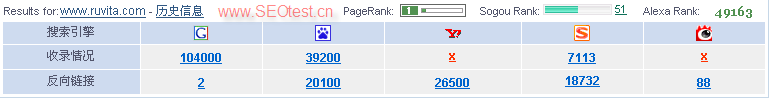 Results for:www.ruvita.com - 历史信息 www.SEOtest.cn PageRank: 1 Sogou Rank: 51 Alexa Rank: 49163
搜索引擎 G Y! S
收录情况 104000 39200 x 7113 x
反向链接 2 20100 26500 18732 88